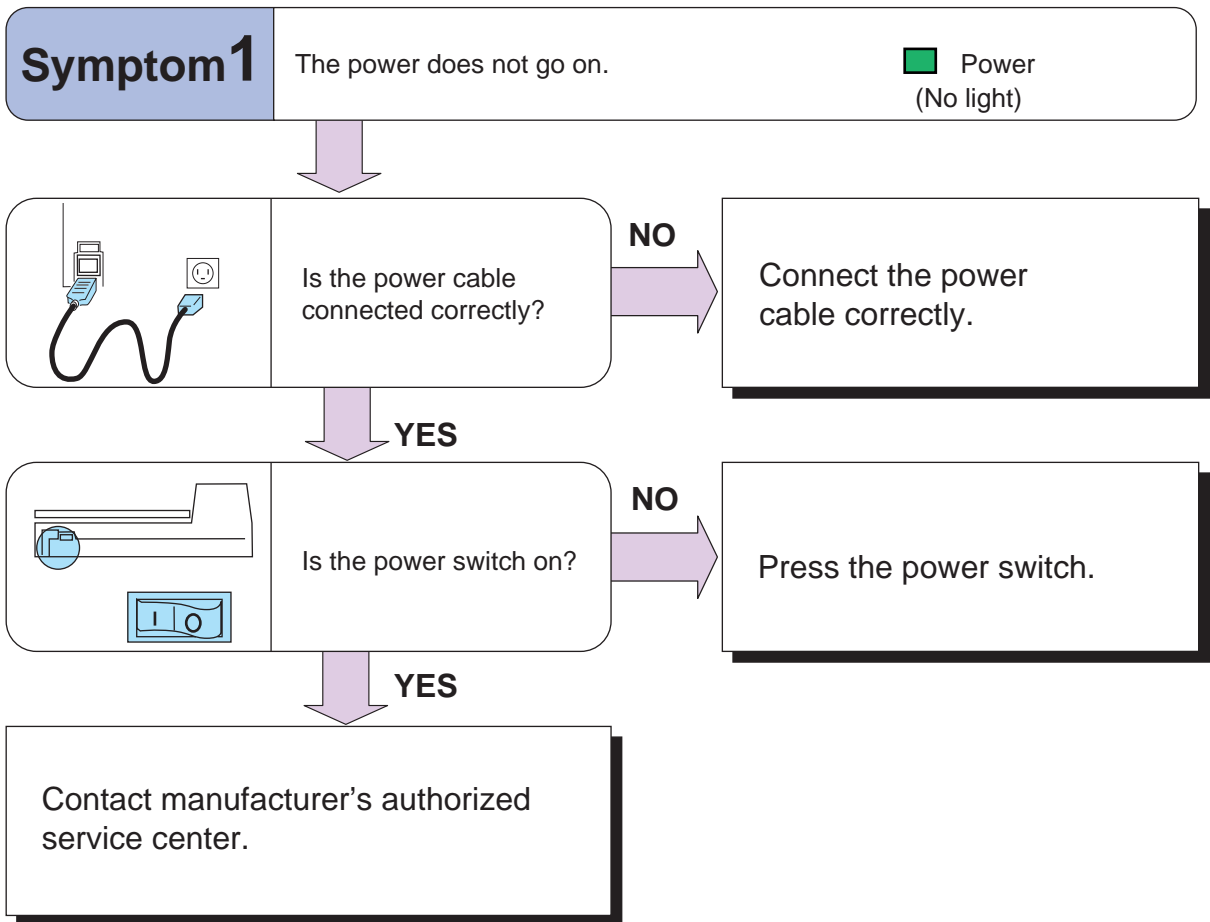 Symptom1
The power does not go on.
Power
(No light)
Is the power cable
connected correctly?
NO
Connect the power
cable correctly.
YES
Is the power switch on?
I O
NO
Press the power switch.
YES
Contact manufacturer’s authorized
service center.